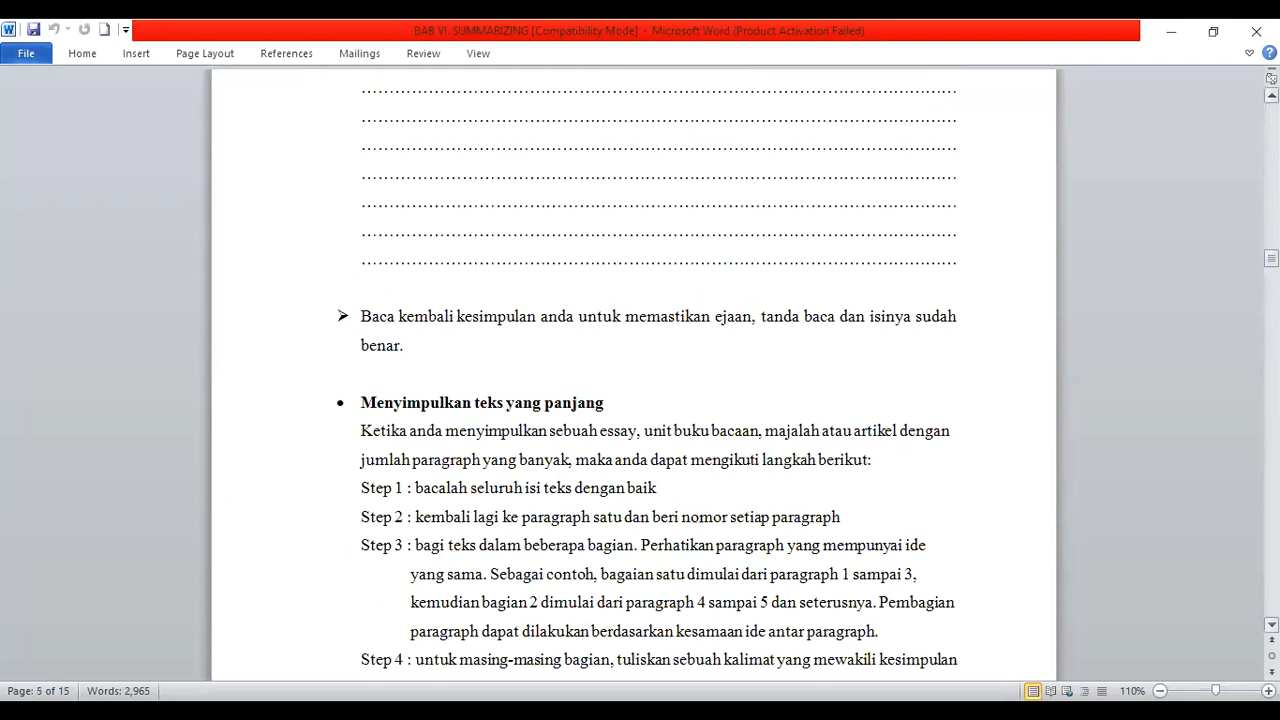 BAB VI SUMMARIZING [Compatibility Mode] - Microsoft Word (Product Activation Failed)
File Home Insert Page Layout References Mailings Review View
……………………………………………………………………………………………
……………………………………………………………………………………………
……………………………………………………………………………………………
……………………………………………………………………………………………
……………………………………………………………………………………………
……………………………………………………………………………………………
……………………………………………………………………………………………
➢ Baca kembali kesimpulan anda untuk memastikan ejaan, tanda baca dan isinya sudah
benar.
• Menyimpulkan teks yang panjang
Ketika anda menyimpulkan sebuah essay, unit buku bacaan, majalah atau artikel dengan
jumlah paragraph yang banyak, maka anda dapat mengikuti langkah berikut:
Step 1 : bacalah seluruh isi teks dengan baik
Step 2 : kembali lagi ke paragraph satu dan beri nomor setiap paragraph
Step 3 : bagi teks dalam beberapa bagian. Perhatikan paragraph yang mempunyai ide
yang sama. Sebagai contoh, bagaian satu dimulai dari paragraph 1 sampai 3,
kemudian bagian 2 dimulai dari paragraph 4 sampai 5 dan seterusnya. Pembagian
paragraph dapat dilakukan berdasarkan kesamaan ide antar paragraph.
Step 4 : untuk masing-masing bagian, tuliskan sebuah kalimat yang mewakili kesimpulan
Page: 5 of 15 Words: 2,965 110%